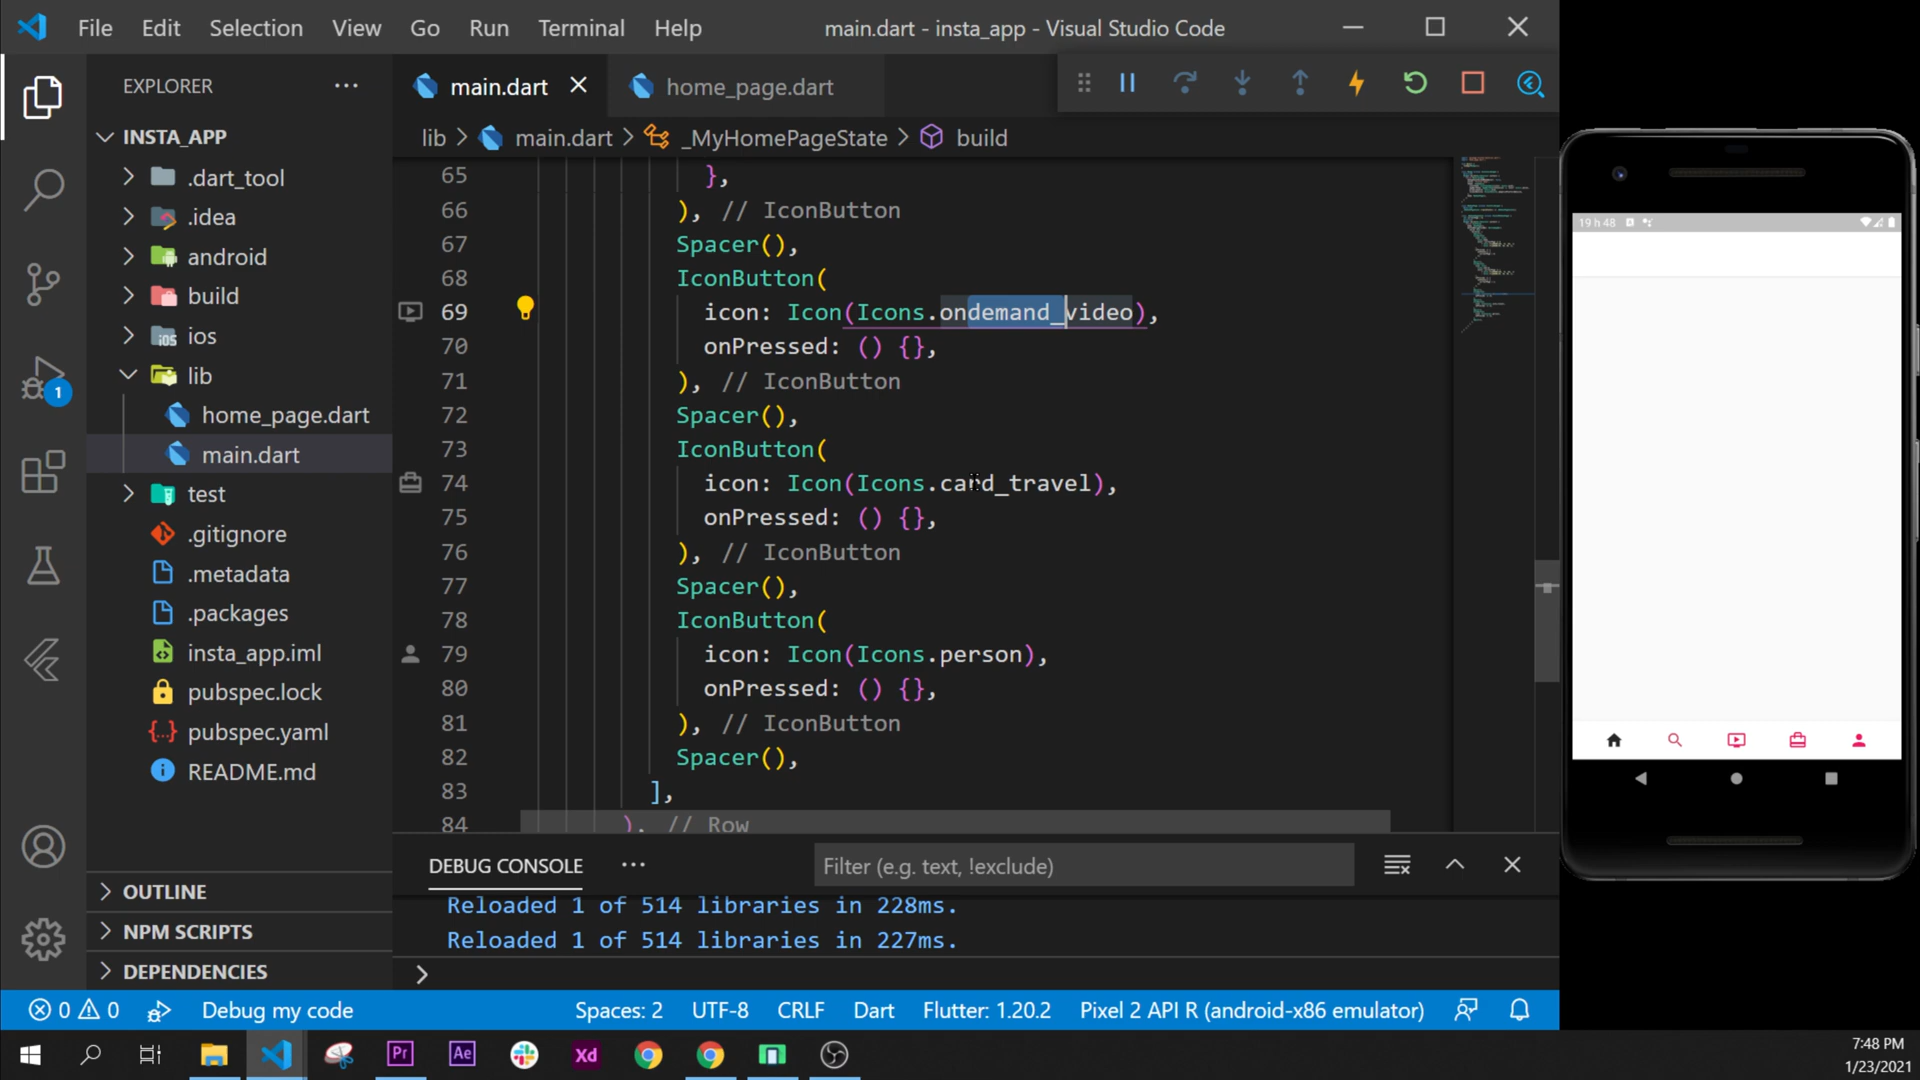 File Edit Selection View Go Run Terminal Help
main.dart - insta_app - Visual Studio Code
EXPLORER
INSTA_APP
.dart_tool
.idea
android
build
ios
lib
home_page.dart
main.dart
test
.gitignore
.metadata
.packages
insta_app.iml
pubspec.lock
pubspec.yaml
README.md
OUTLINE
NPM SCRIPTS
DEPENDENCIES
1
main.dart
home_page.dart
lib > main.dart > _MyHomePageState > build
65 },
66 ), // IconButton
67 Spacer(),
68 IconButton(
69 icon: Icon(Icons.ondemand_video),
70 onPressed: () {},
71 ), // IconButton
72 Spacer(),
73 IconButton(
74 icon: Icon(Icons.card_travel),
75 onPressed: () {},
76 ), // IconButton
77 Spacer(),
78 IconButton(
79 icon: Icon(Icons.person),
80 onPressed: () {},
81 ), // IconButton
82 Spacer(),
83 ],
84 ), // Row
DEBUG CONSOLE
Filter (e.g. text, !exclude)
Reloaded 1 of 514 libraries in 228ms.
Reloaded 1 of 514 libraries in 227ms.
>
19 h 48
0 0 Debug my code Spaces: 2 UTF-8 CRLF Dart Flutter: 1.20.2 Pixel 2 API R (android-x86 emulator)
Pr Ae Xd
7:48 PM
1/23/2021